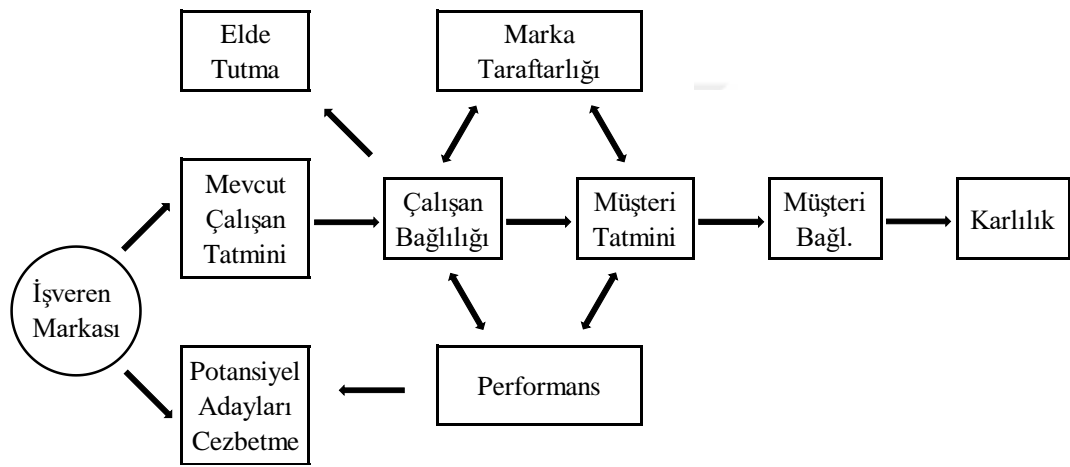 Elde
Tutma
Marka
Taraftarlığı
Mevcut
Çalışan
Tatmini
Çalışan
Bağlılığı
Müşteri
Tatmini
Müşteri
Bağl.
Karlılık
İşveren
Markası
Potansiyel
Adayları
Cezbetme
Performans